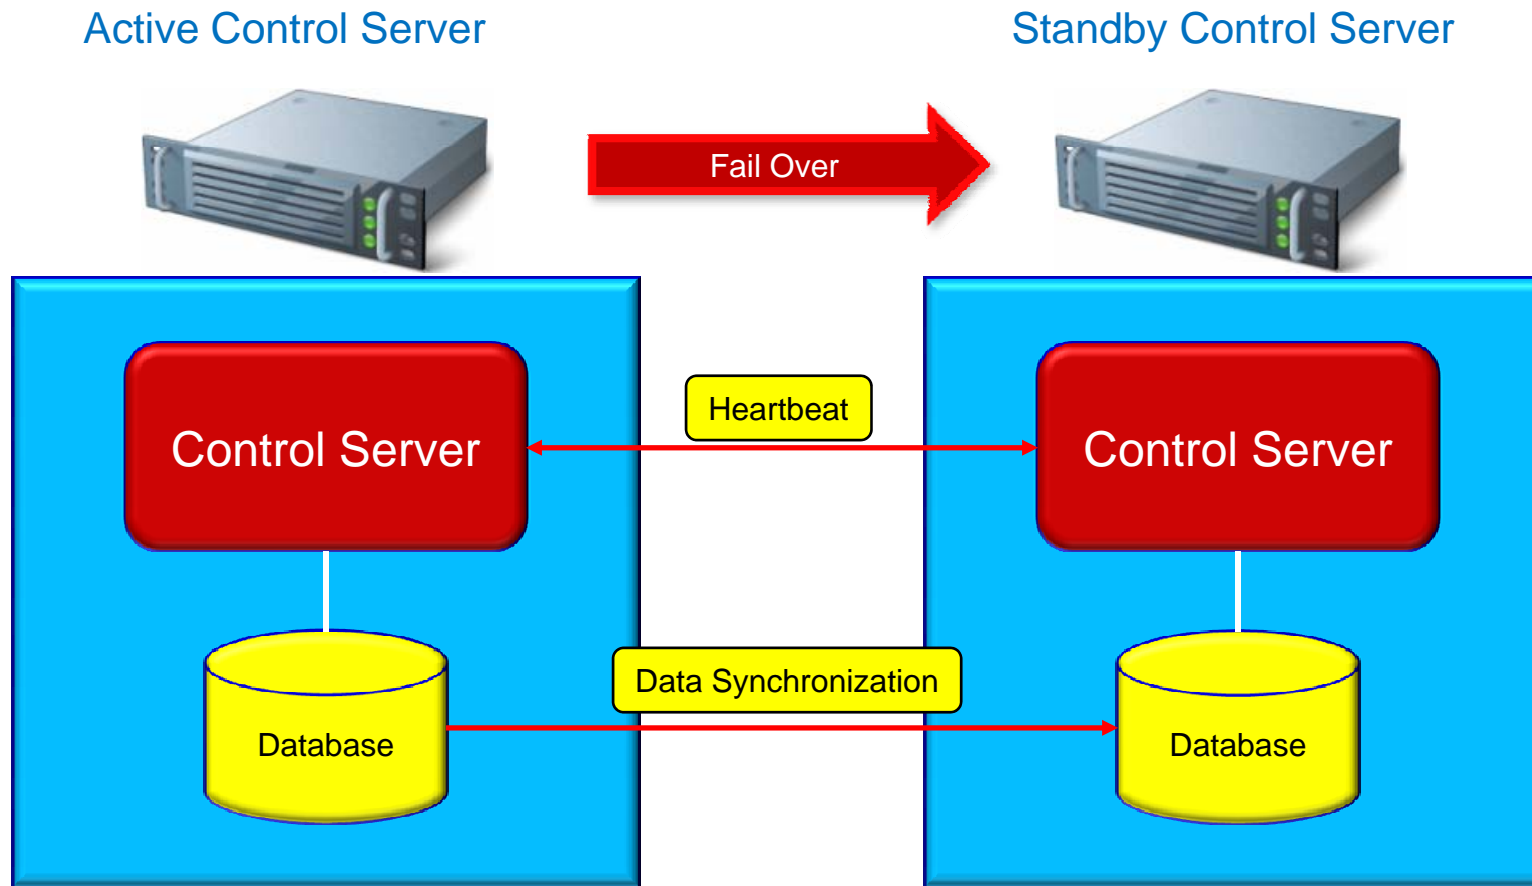 Active Control Server
Standby Control Server
Fail Over
Heartbeat
Control Server
Control Server
Data Synchronization
Database
Database